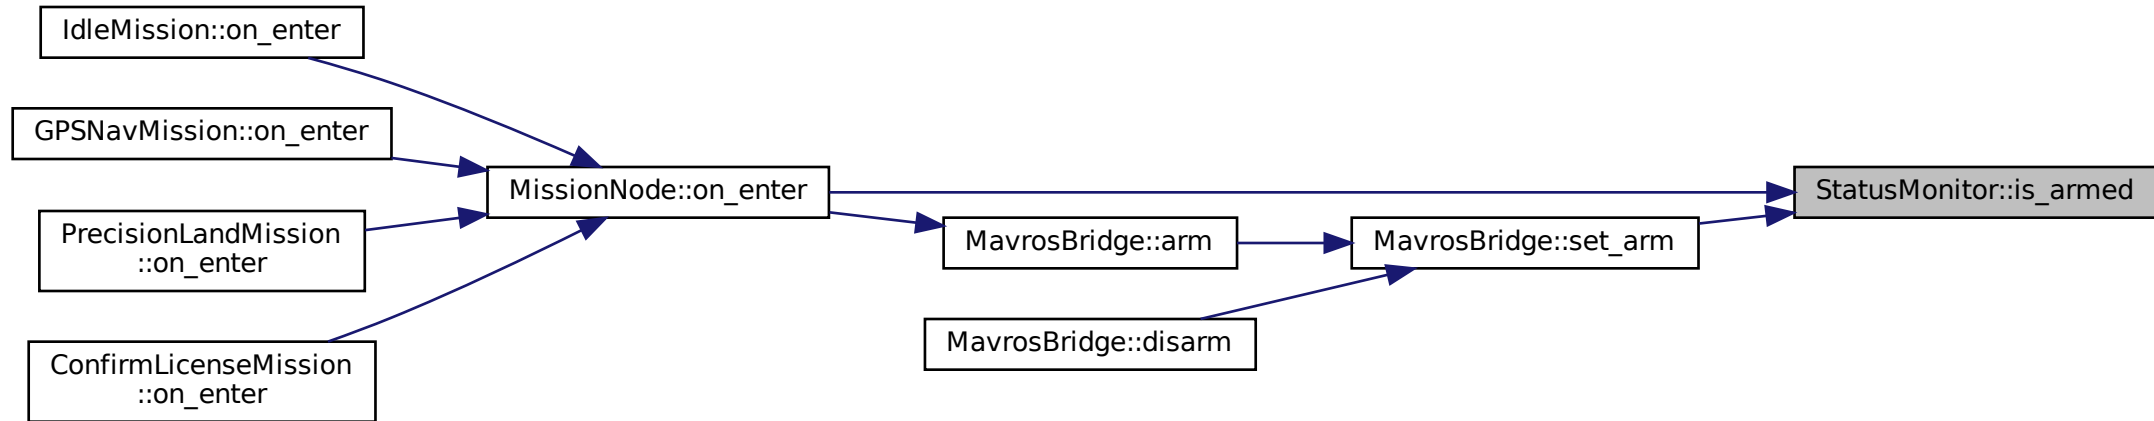 IdleMission::on_enter
GPSNavMission::on_enter
PrecisionLandMission
::on_enter
ConfirmLicenseMission
::on_enter
MissionNode::on_enter
MavrosBridge::arm
MavrosBridge::disarm
MavrosBridge::set_arm
StatusMonitor::is_armed